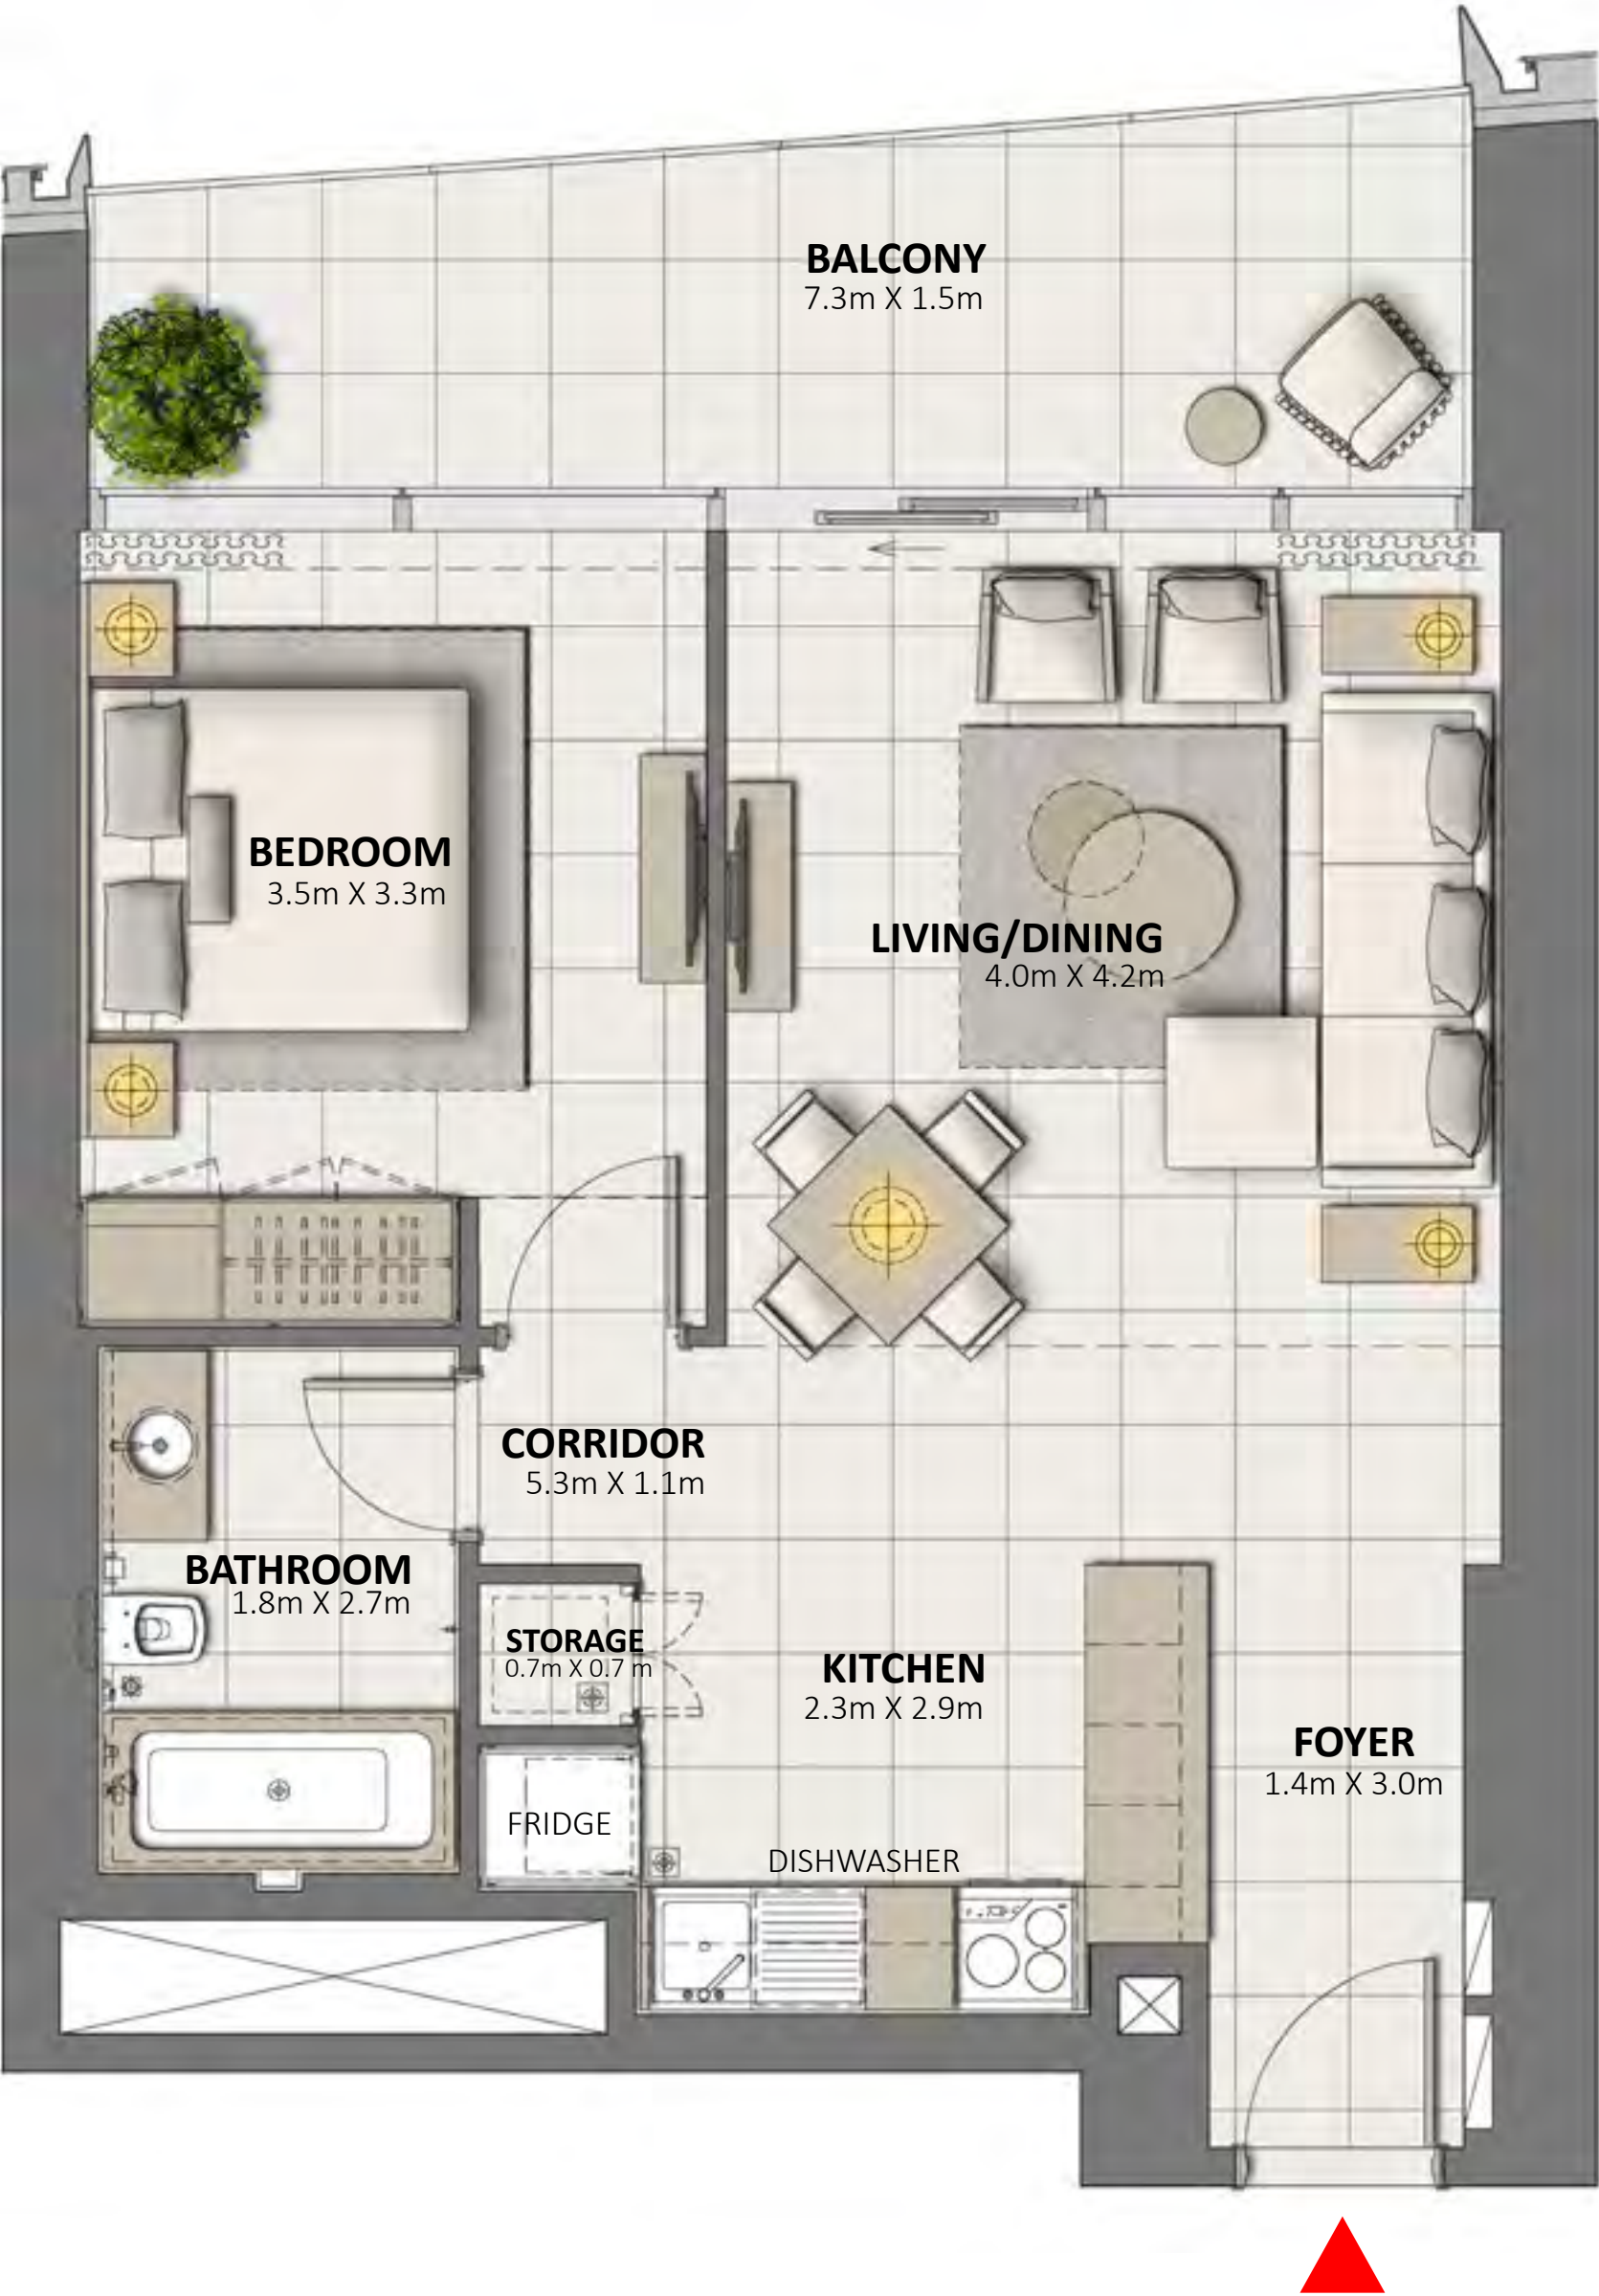 BALCONY
7.3m X 1.5m
BEDROOM
3.5m X 3.3m
LIVING/DINING
4.0m X 4.2m
CORRIDOR
5.3m X 1.1m
BATHROOM
1.8m X 2.7m
STORAGE
0.7m X 0.7 m
KITCHEN
2.3m X 2.9m
FOYER
1.4m X 3.0m
FRIDGE
DISHWASHER